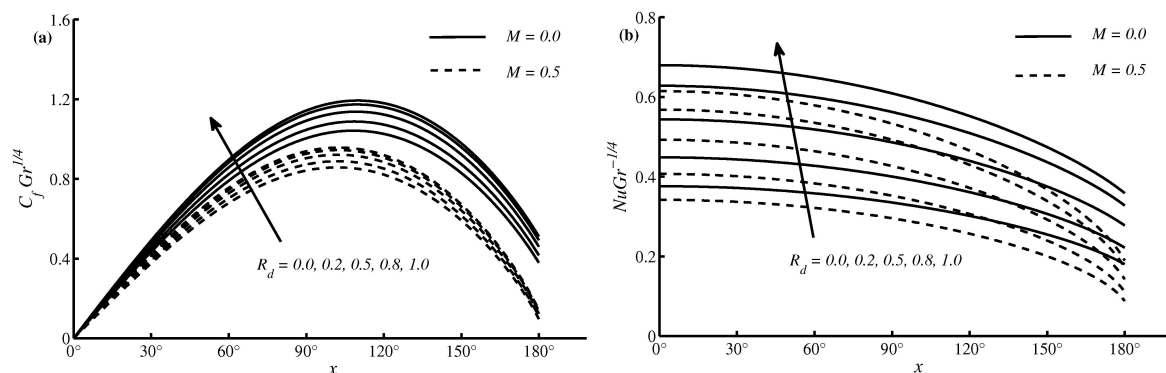 (a)
1.6
1.2
0.8
0.4
0
C_f Gr^{1/4}
M = 0.0
M = 0.5
R_d = 0.0, 0.2, 0.5, 0.8, 1.0
0° 30° 60° 90° 120° 150° 180°
x
(b)
0.8
0.6
0.4
0.2
0
NuGr^{-1/4}
M = 0.0
M = 0.5
R_d = 0.0, 0.2, 0.5, 0.8, 1.0
0° 30° 60° 90° 120° 150° 180°
x